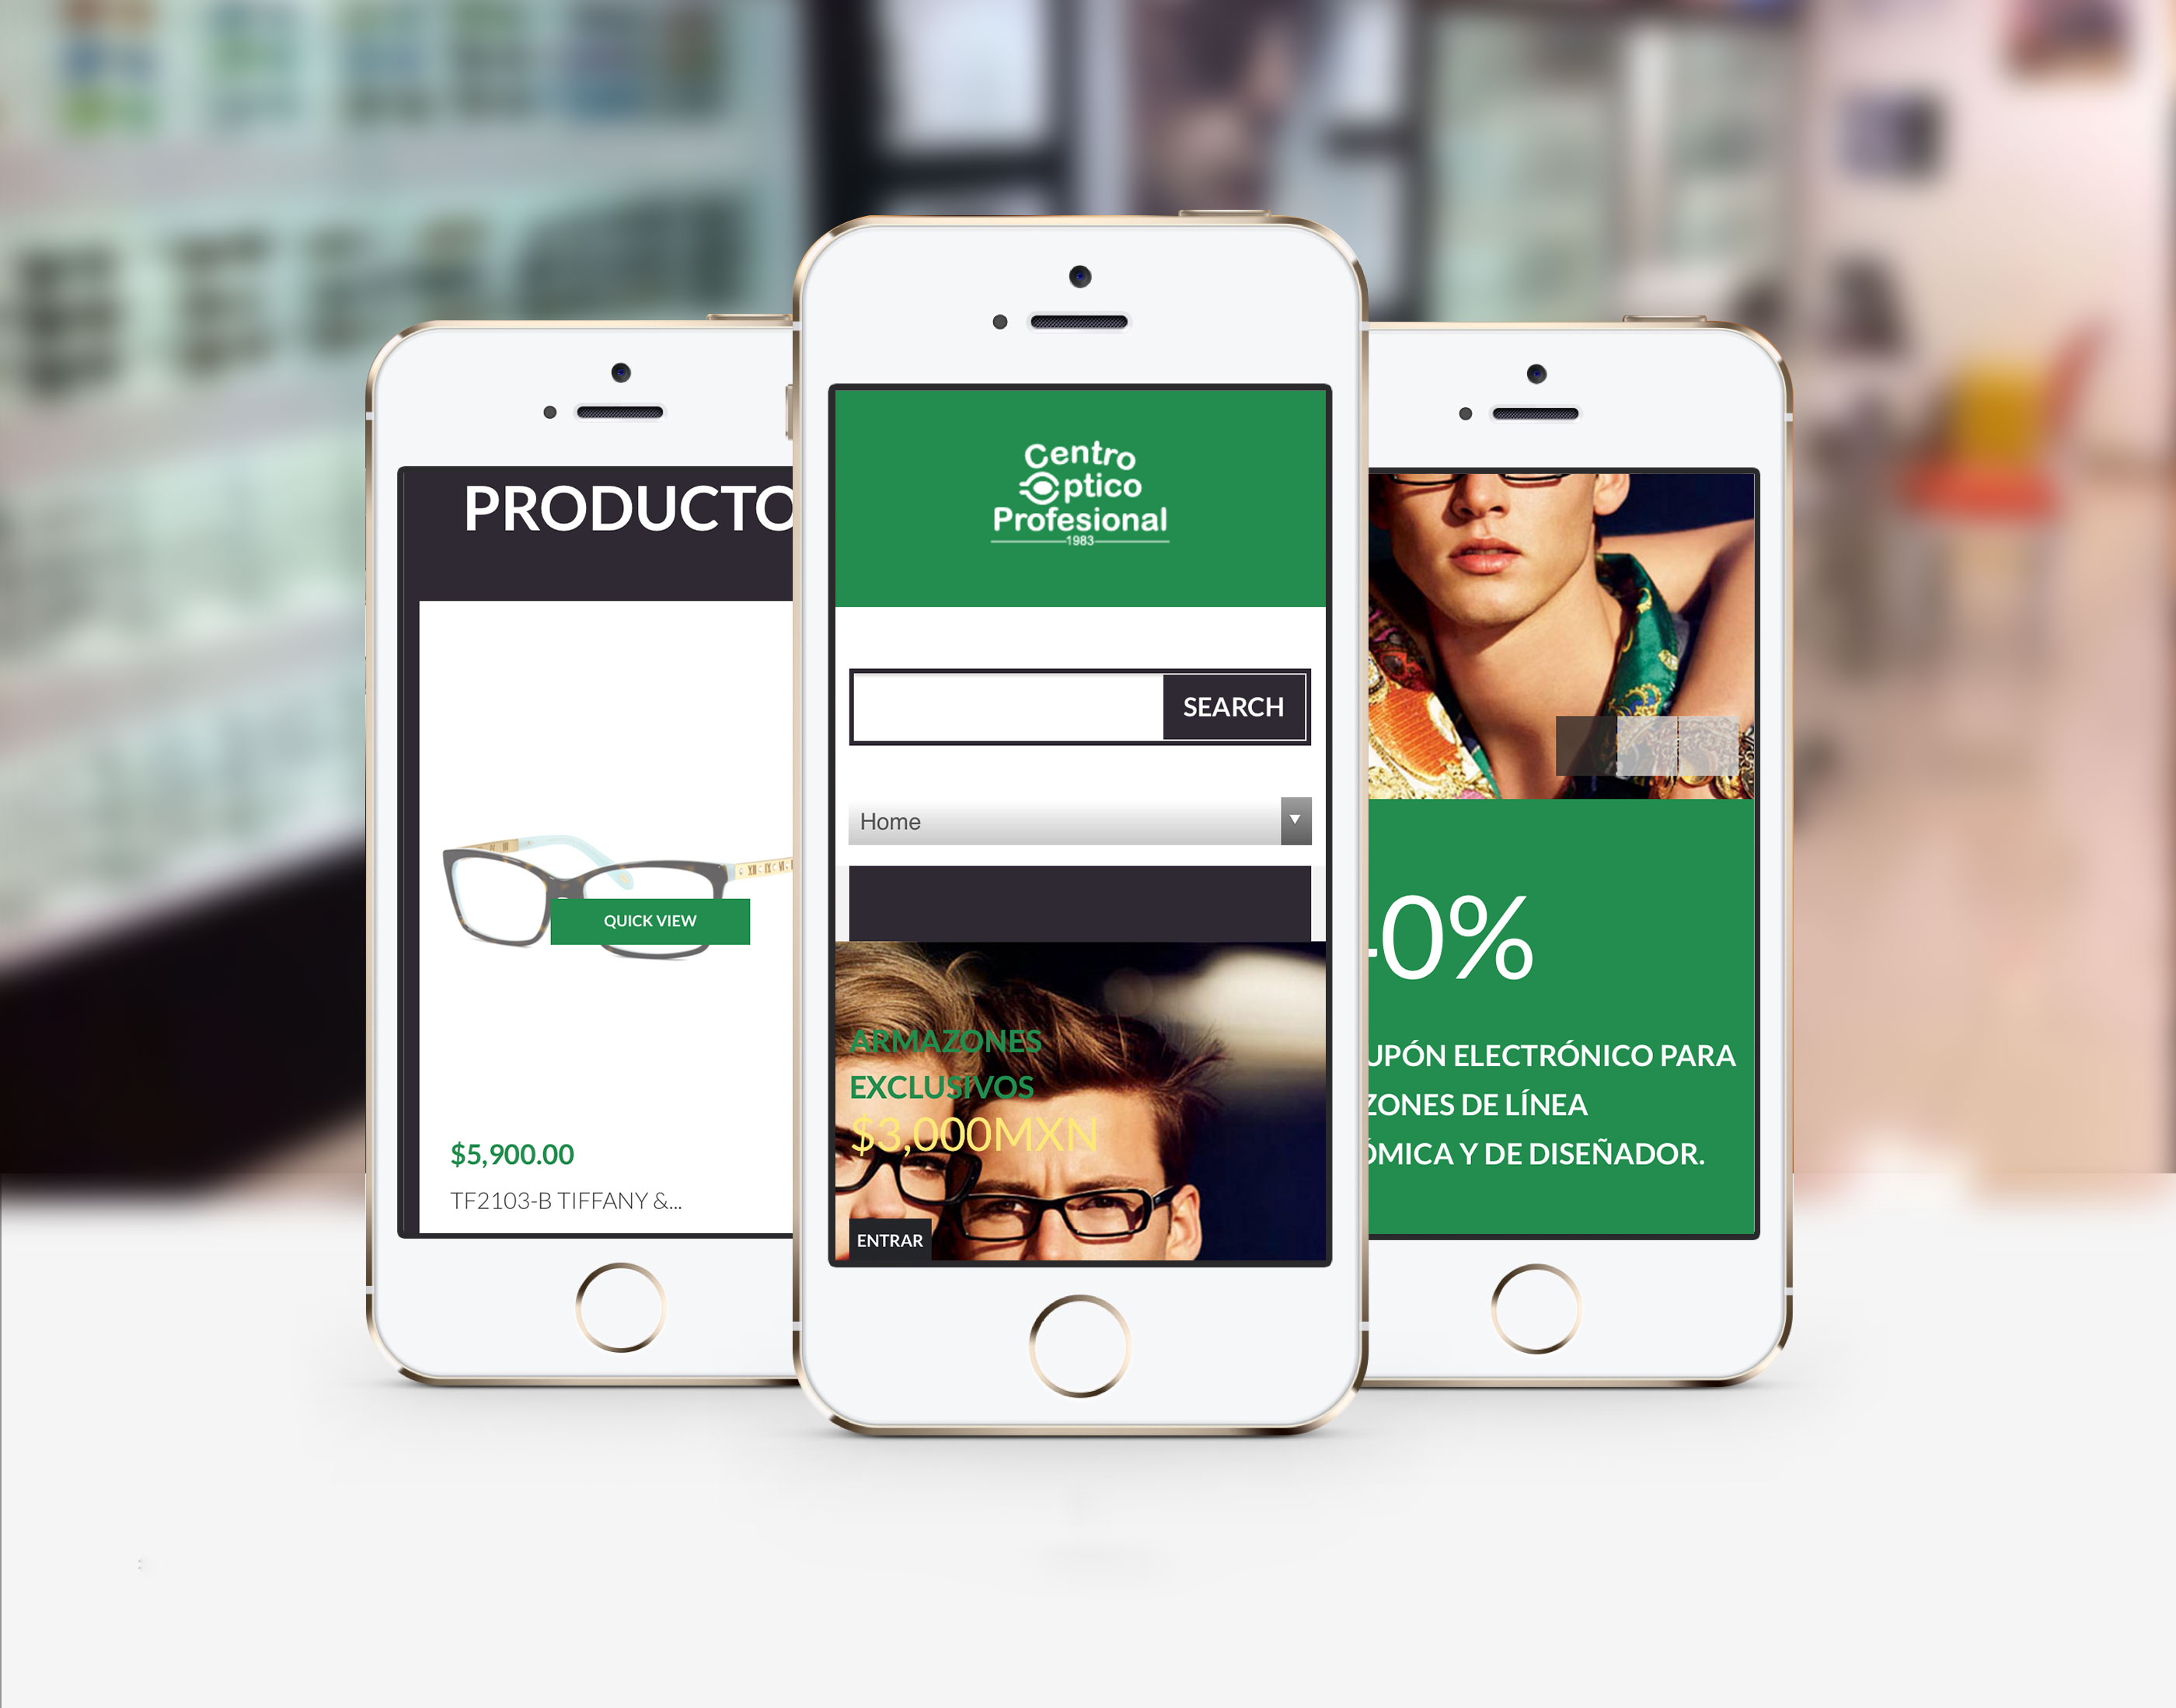 PRODUCTO
QUICK VIEW
$5,900.00
TF2103-B TIFFANY &...
Centro
Optico
Profesional
1983
SEARCH
Home
ARMAZONES
EXCLUSIVOS
$3,000MXN
ENTRAR
0%
UPÓN ELECTRÓNICO PARA
ZONES DE LÍNEA
ÓMICA Y DE DISEÑADOR.